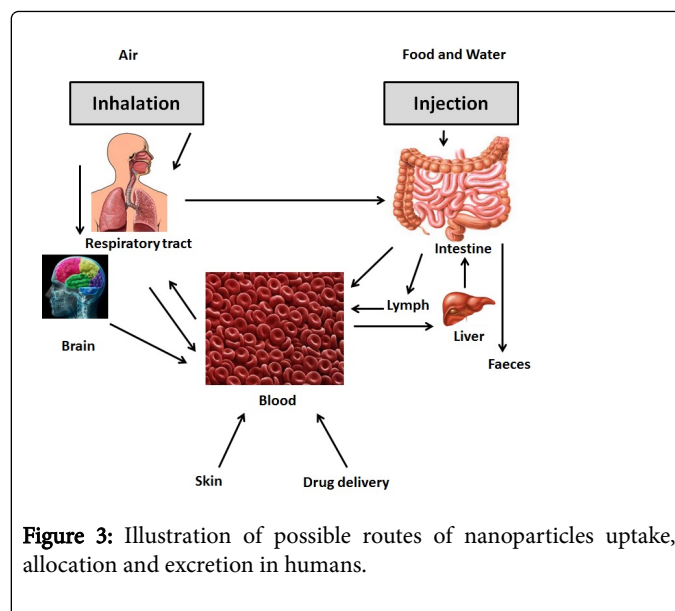 Air
Food and Water
Inhalation
Injection
Respiratory tract
Intestine
Lymph
Liver
Brain
Faeces
Blood
Skin
Drug delivery
Figure 3: Illustration of possible routes of nanoparticles uptake,
allocation and excretion in humans.